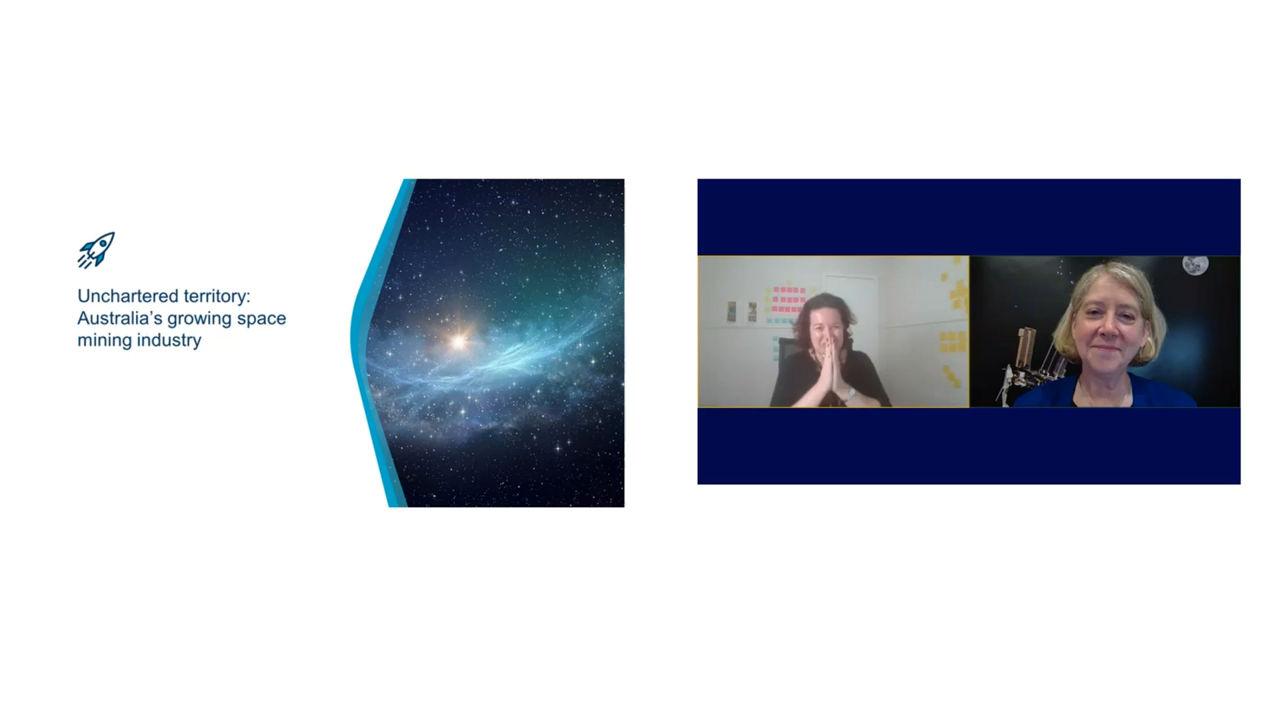 Unchartered territory:
Australia's growing space
mining industry